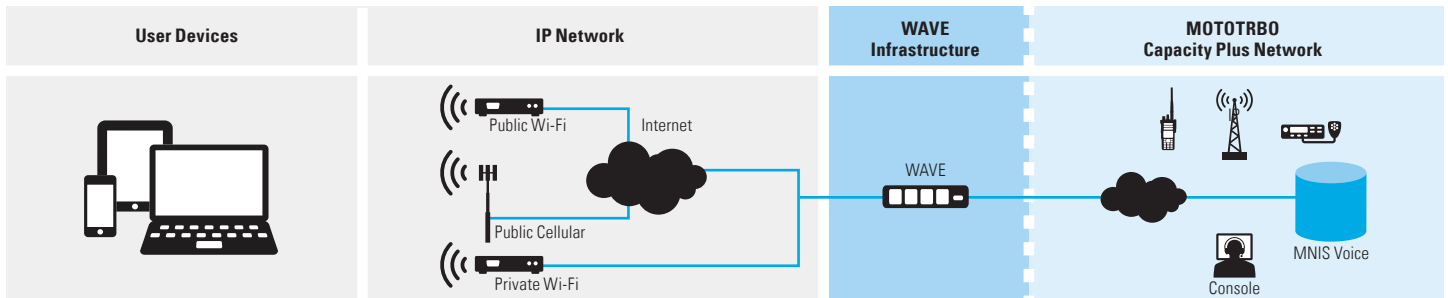 User Devices
IP Network
WAVE
Infrastructure
MOTOTRBO
Capacity Plus Network
Public Wi-Fi
Internet
Public Cellular
Private Wi-Fi
WAVE
MNIS Voice
Console